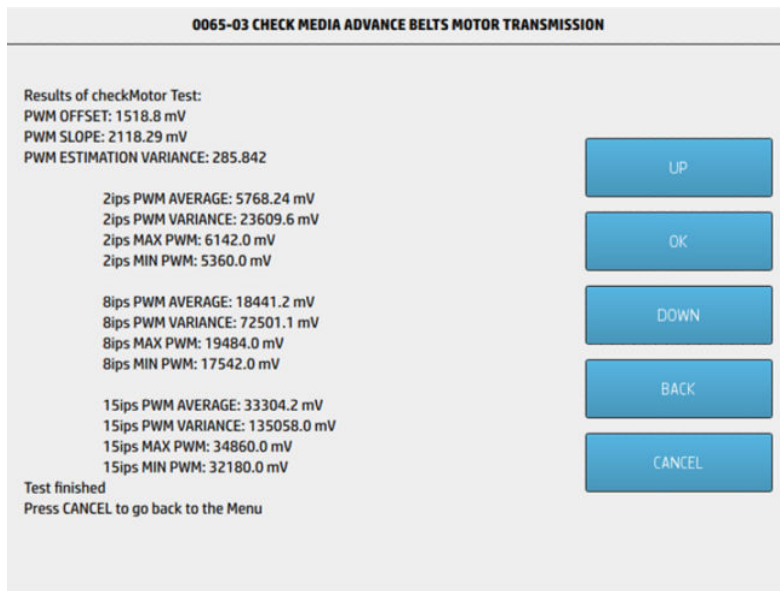 0065-03 CHECK MEDIA ADVANCE BELTS MOTOR TRANSMISSION
Results of checkMotor Test:
PWM OFFSET: 1518.8 mV
PWM SLOPE: 2118.29 mV
PWM ESTIMATION VARIANCE: 285.842
2ips PWM AVERAGE: 5768.24 mV
2ips PWM VARIANCE: 23609.6 mV
2ips MAX PWM: 6142.0 mV
2ips MIN PWM: 5360.0 mV
8ips PWM AVERAGE: 18441.2 mV
8ips PWM VARIANCE: 72501.1 mV
8ips MAX PWM: 19484.0 mV
8ips MIN PWM: 17542.0 mV
15ips PWM AVERAGE: 33304.2 mV
15ips PWM VARIANCE: 135058.0 mV
15ips MAX PWM: 34860.0 mV
15ips MIN PWM: 32180.0 mV
Test finished
Press CANCEL to go back to the Menu
UP
OK
DOWN
BACK
CANCEL